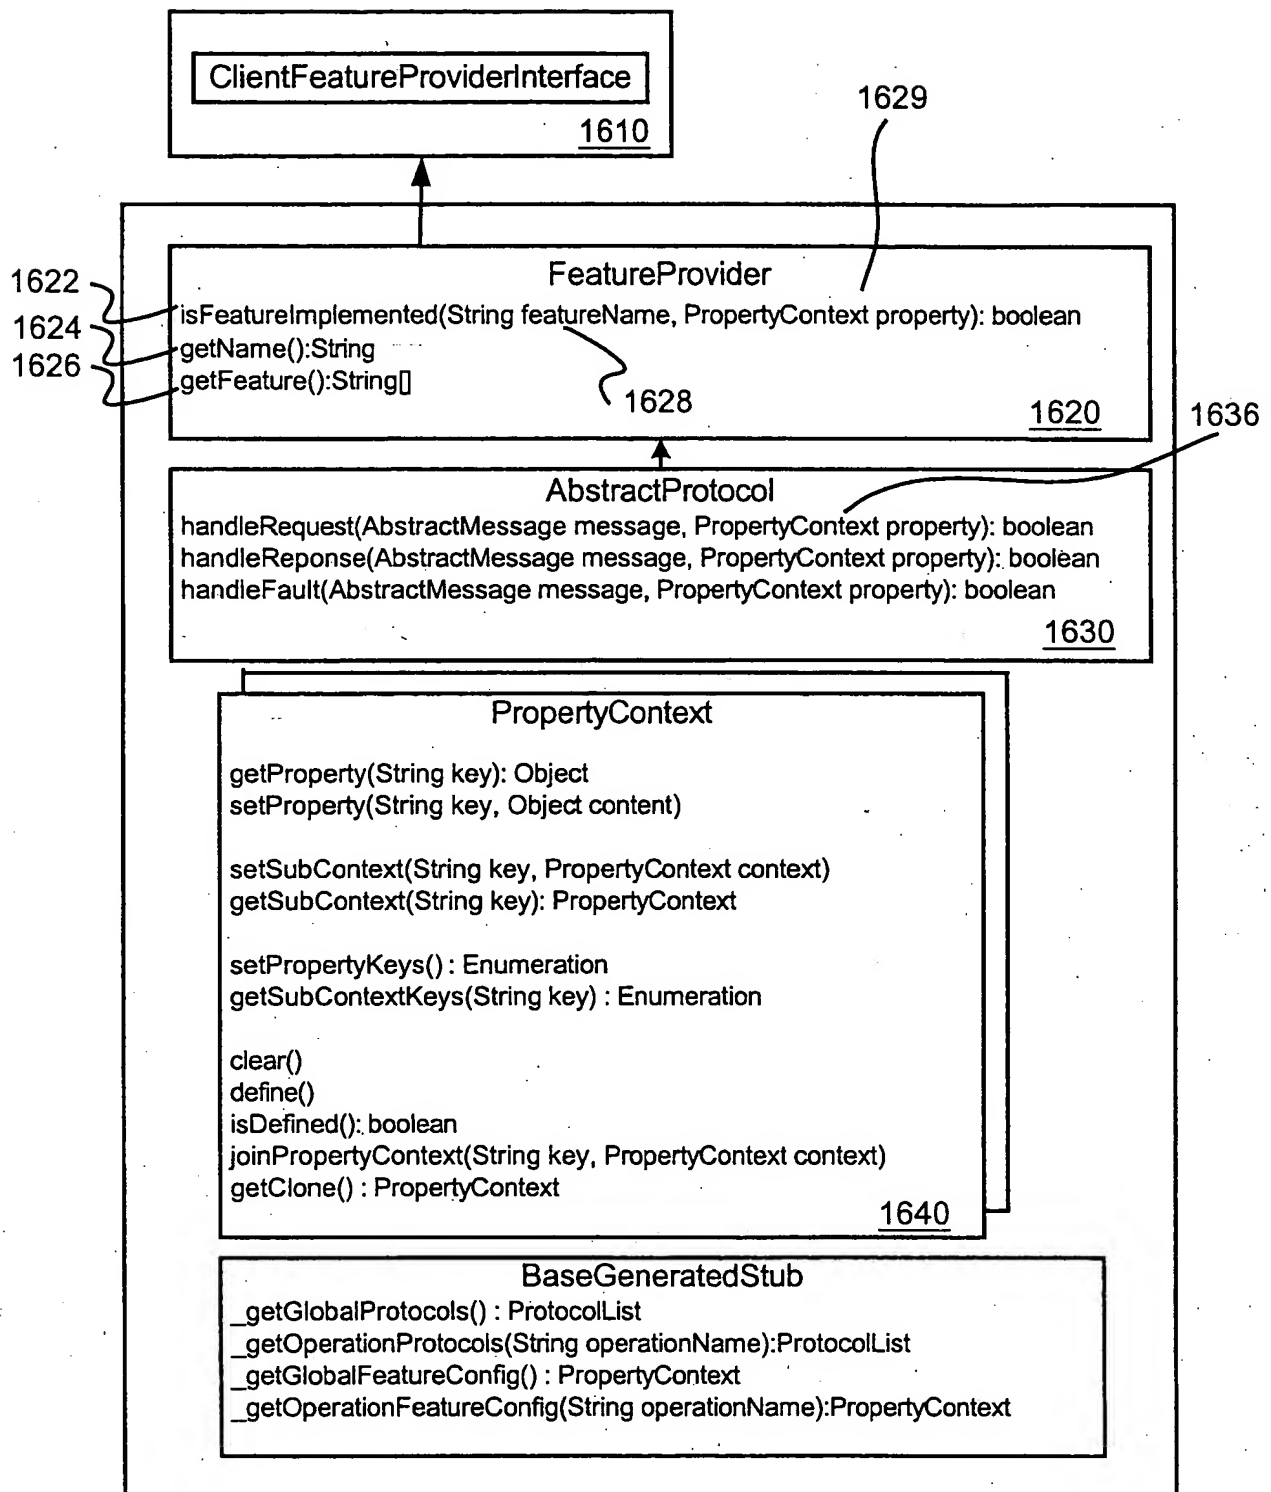 ClientFeatureProviderInterface
1610
1629
FeatureProvider
1622
isFeatureImplemented(String featureName, PropertyContext property): boolean
1624
getName():String
1626
getFeature():String[]
1628
1620
1636
AbstractProtocol
handleRequest(AbstractMessage message, PropertyContext property): boolean
handleReponse(AbstractMessage message, PropertyContext property): boolean
handleFault(AbstractMessage message, PropertyContext property): boolean
1630
PropertyContext
getProperty(String key): Object
setProperty(String key, Object content)
setSubContext(String key, PropertyContext context)
getSubContext(String key): PropertyContext
setPropertyKeys() : Enumeration
getSubContextKeys(String key) : Enumeration
clear()
define()
isDefined(): boolean
joinPropertyContext(String key, PropertyContext context)
getClone() : PropertyContext
1640
BaseGeneratedStub
_getGlobalProtocols() : ProtocolList
_getOperationProtocols(String operationName):ProtocolList
_getGlobalFeatureConfig() : PropertyContext
_getOperationFeatureConfig(String operationName):PropertyContext